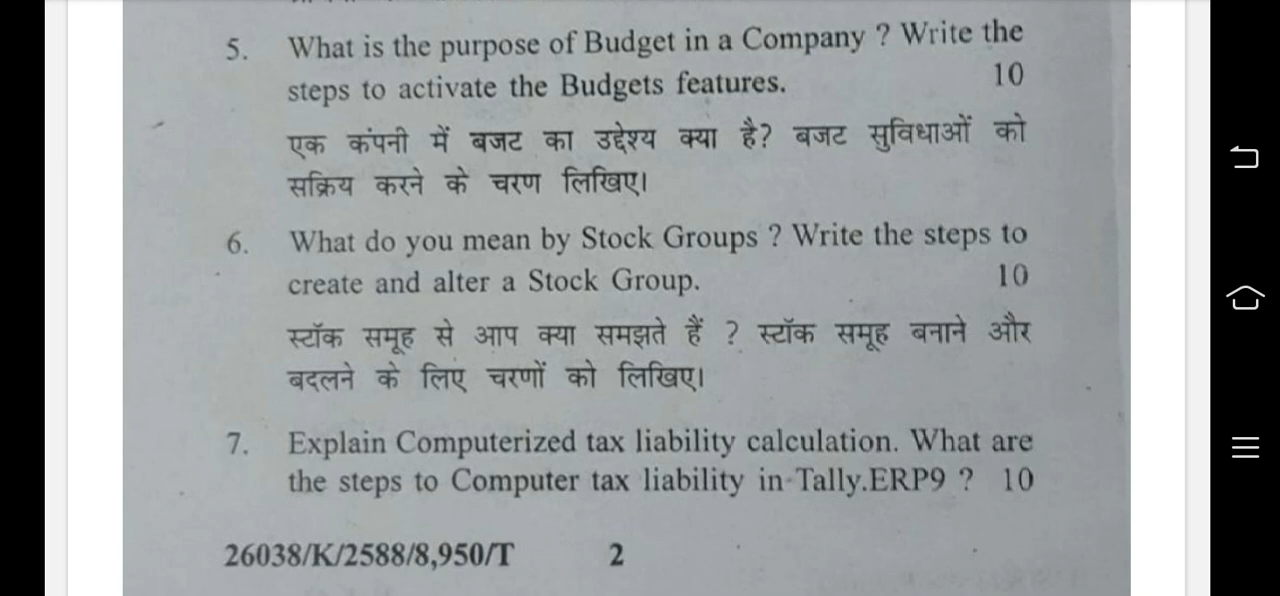 5. What is the purpose of Budget in a Company ? Write the
steps to activate the Budgets features. 10
एक कंपनी में बजट का उद्देश्य क्या है? बजट सुविधाओं को
सक्रिय करने के चरण लिखिए।
6. What do you mean by Stock Groups ? Write the steps to
create and alter a Stock Group. 10
स्टॉक समूह से आप क्या समझते हैं ? स्टॉक समूह बनाने और
बदलने के लिए चरणों को लिखिए।
7. Explain Computerized tax liability calculation. What are
the steps to Computer tax liability in Tally.ERP9 ? 10
26038/K/2588/8,950/T 2